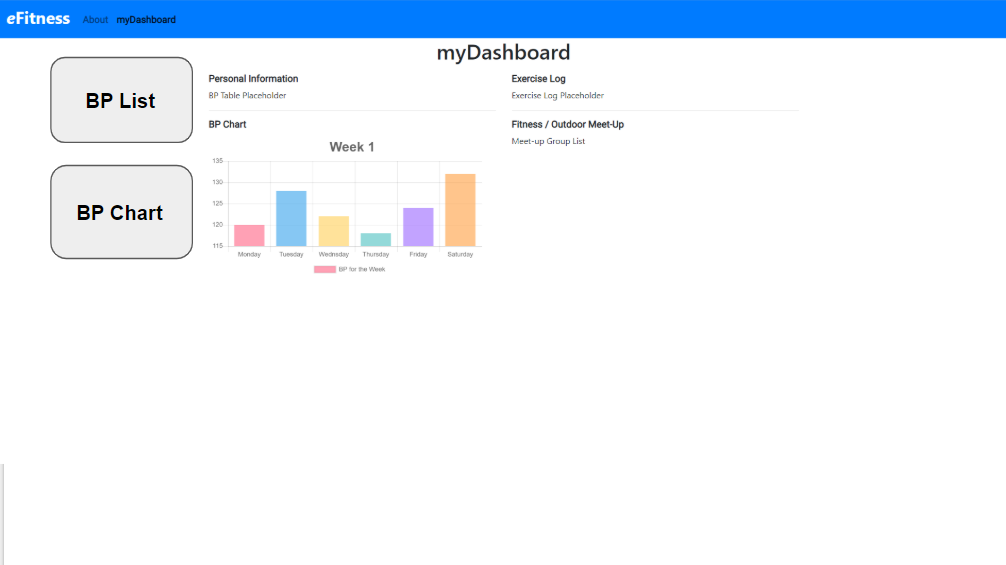 eFitness About myDashboard
myDashboard
BP List
BP Chart
Personal Information
BP Table Placeholder
BP Chart
Week 1
135
130
125
120
115
Monday Tuesday Wednsday Thursday Friday Saturday
BP for the Week
Exercise Log
Exercise Log Placeholder
Fitness / Outdoor Meet-Up
Meet-up Group List